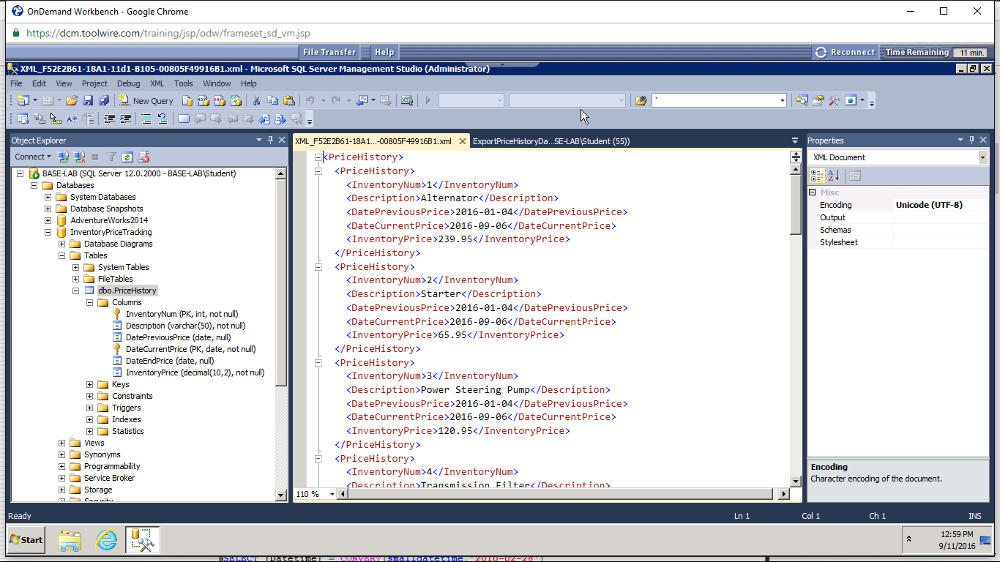 OnDemand Workbench - Google Chrome
https://dcm.toolwire.com/training/jsp/odw/frameset_sd_vm.jsp
File Transfer Help Reconnect Time Remaining 11 min.
XML_F52E2B61-18A1-11d1-B105-00805F49916B1.xml - Microsoft SQL Server Management Studio (Administrator)
File Edit View Project Debug XML Tools Window Help
New Query
Object Explorer
Connect
BASE-LAB (SQL Server 12.0.2000 - BASE-LAB\Student)
Databases
System Databases
Database Snapshots
AdventureWorks2014
InventoryPriceTracking
Database Diagrams
Tables
System Tables
FileTables
dbo.PriceHistory
Columns
InventoryNum (PK, int, not null)
Description (varchar(50), not null)
DatePreviousPrice (date, null)
DateCurrentPrice (PK, date, not null)
DateEndPrice (date, null)
InventoryPrice (decimal(10,2), not null)
Keys
Constraints
Triggers
Indexes
Statistics
Views
Synonyms
Programmability
Service Broker
Storage
Security
XML_F52E2B61-18A1...-00805F49916B1.xml ExportPriceHistoryDa...SE-LAB\Student (55))
<PriceHistory>
<PriceHistory>
<InventoryNum>1</InventoryNum>
<Description>Alternator</Description>
<DatePreviousPrice>2016-01-04</DatePreviousPrice>
<DateCurrentPrice>2016-09-06</DateCurrentPrice>
<InventoryPrice>239.95</InventoryPrice>
</PriceHistory>
<PriceHistory>
<InventoryNum>2</InventoryNum>
<Description>Starter</Description>
<DatePreviousPrice>2016-01-04</DatePreviousPrice>
<DateCurrentPrice>2016-09-06</DateCurrentPrice>
<InventoryPrice>65.95</InventoryPrice>
</PriceHistory>
<PriceHistory>
<InventoryNum>3</InventoryNum>
<Description>Power Steering Pump</Description>
<DatePreviousPrice>2016-01-04</DatePreviousPrice>
<DateCurrentPrice>2016-09-06</DateCurrentPrice>
<InventoryPrice>120.95</InventoryPrice>
</PriceHistory>
<PriceHistory>
<InventoryNum>4</InventoryNum>
<Description>Transmission Filter</Description>
110 %
Properties
XML Document
Misc
Encoding Unicode (UTF-8)
Output
Schemas
Stylesheet
Encoding
Character encoding of the document.
Ready Ln 1 Col 1 Ch 1 INS
Start 12:59 PM
9/11/2016
SELECT [Datetime] = CONVERT(smalldatetime,'2010-02-28')